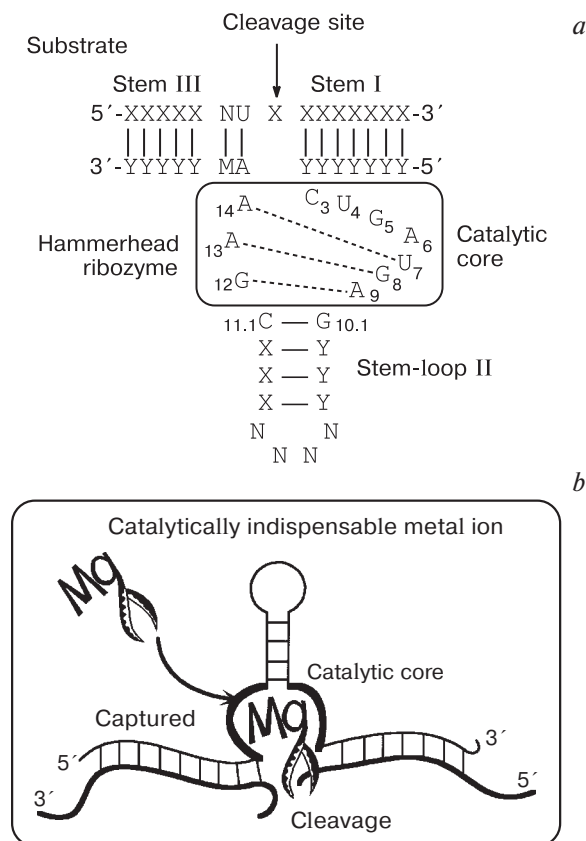 a
Cleavage site
Substrate
Stem III Stem I
5´-XXXXX NU X XXXXXXX-3´
3´-YYYYY MA YYYYYYY-5´
Hammerhead ribozyme
14A C3 U4 G5 A6
13A U7
12G A9 G8
Catalytic core
11.1C — G10.1
X — Y
X — Y
X — Y
Stem-loop II
N N
N N
b
Catalytically indispensable metal ion
Mg
Catalytic core
Captured
Mg
5´ 3´
3´ 5´
Cleavage